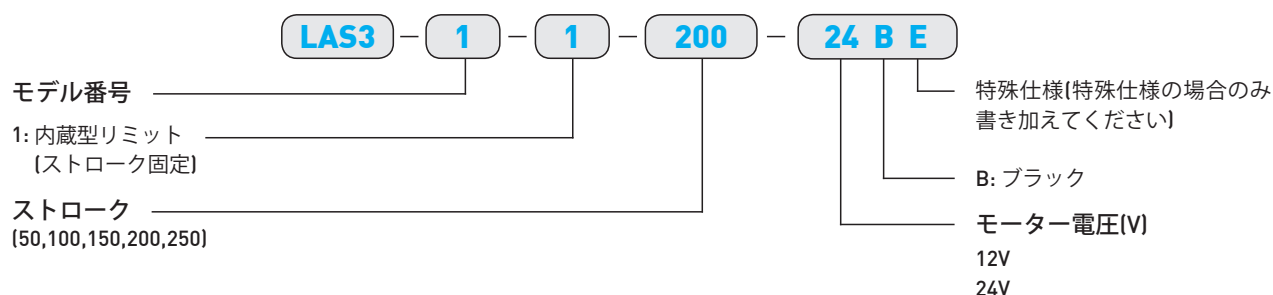 LAS3 - 1 - 1 - 200 - 24 B E
モデル番号
1: 内蔵型リミット
(ストローク固定)
ストローク
(50,100,150,200,250)
特殊仕様(特殊仕様の場合のみ
書き加えてください)
B: ブラック
モーター電圧(V)
12V
24V